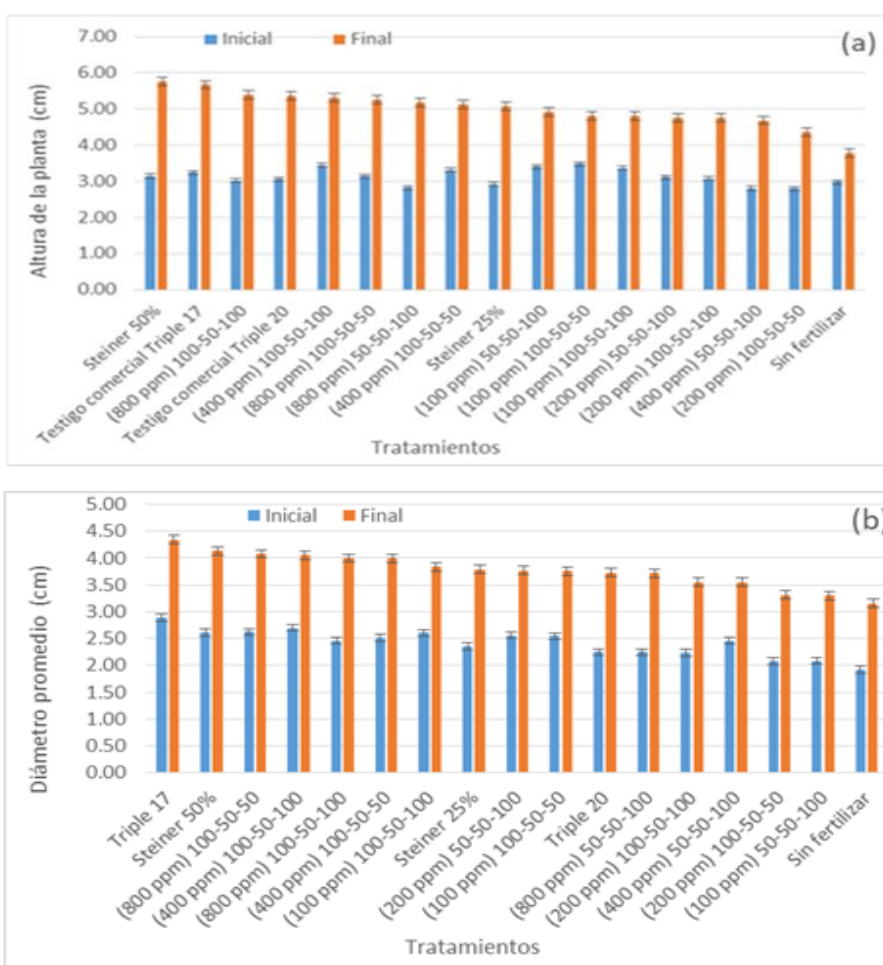 7.00
Inicial
Final
(a)
6.00
5.00
4.00
3.00
2.00
1.00
0.00
Altura de la planta (cm)
Steiner 50%
Testigo comercial Triple 17
(800 ppm) 100-50-100
Testigo comercial Triple 20
(400 ppm) 100-50-100
(800 ppm) 100-50-50
(800 ppm) 50-50-100
(400 ppm) 100-50-50
Steiner 25%
(100 ppm) 50-50-100
(100 ppm) 100-50-50
(100 ppm) 100-50-100
(200 ppm) 50-50-100
(200 ppm) 100-50-100
(400 ppm) 50-50-100
(200 ppm) 100-50-50
Sin fertilizar
Tratamientos
5.00
Inicial
Final
(b)
4.50
4.00
3.50
3.00
2.50
2.00
1.50
1.00
0.50
0.00
Diámetro promedio (cm)
Triple 17
Steiner 50%
(800 ppm) 100-50-50
(400 ppm) 100-50-100
(800 ppm) 100-50-100
(400 ppm) 100-50-50
(100 ppm) 100-50-100
Steiner 25%
(200 ppm) 50-50-100
(100 ppm) 100-50-50
Triple 20
(800 ppm) 50-50-100
(200 ppm) 100-50-100
(400 ppm) 50-50-100
(200 ppm) 100-50-50
(100 ppm) 50-50-100
Sin fertilizar
Tratamientos